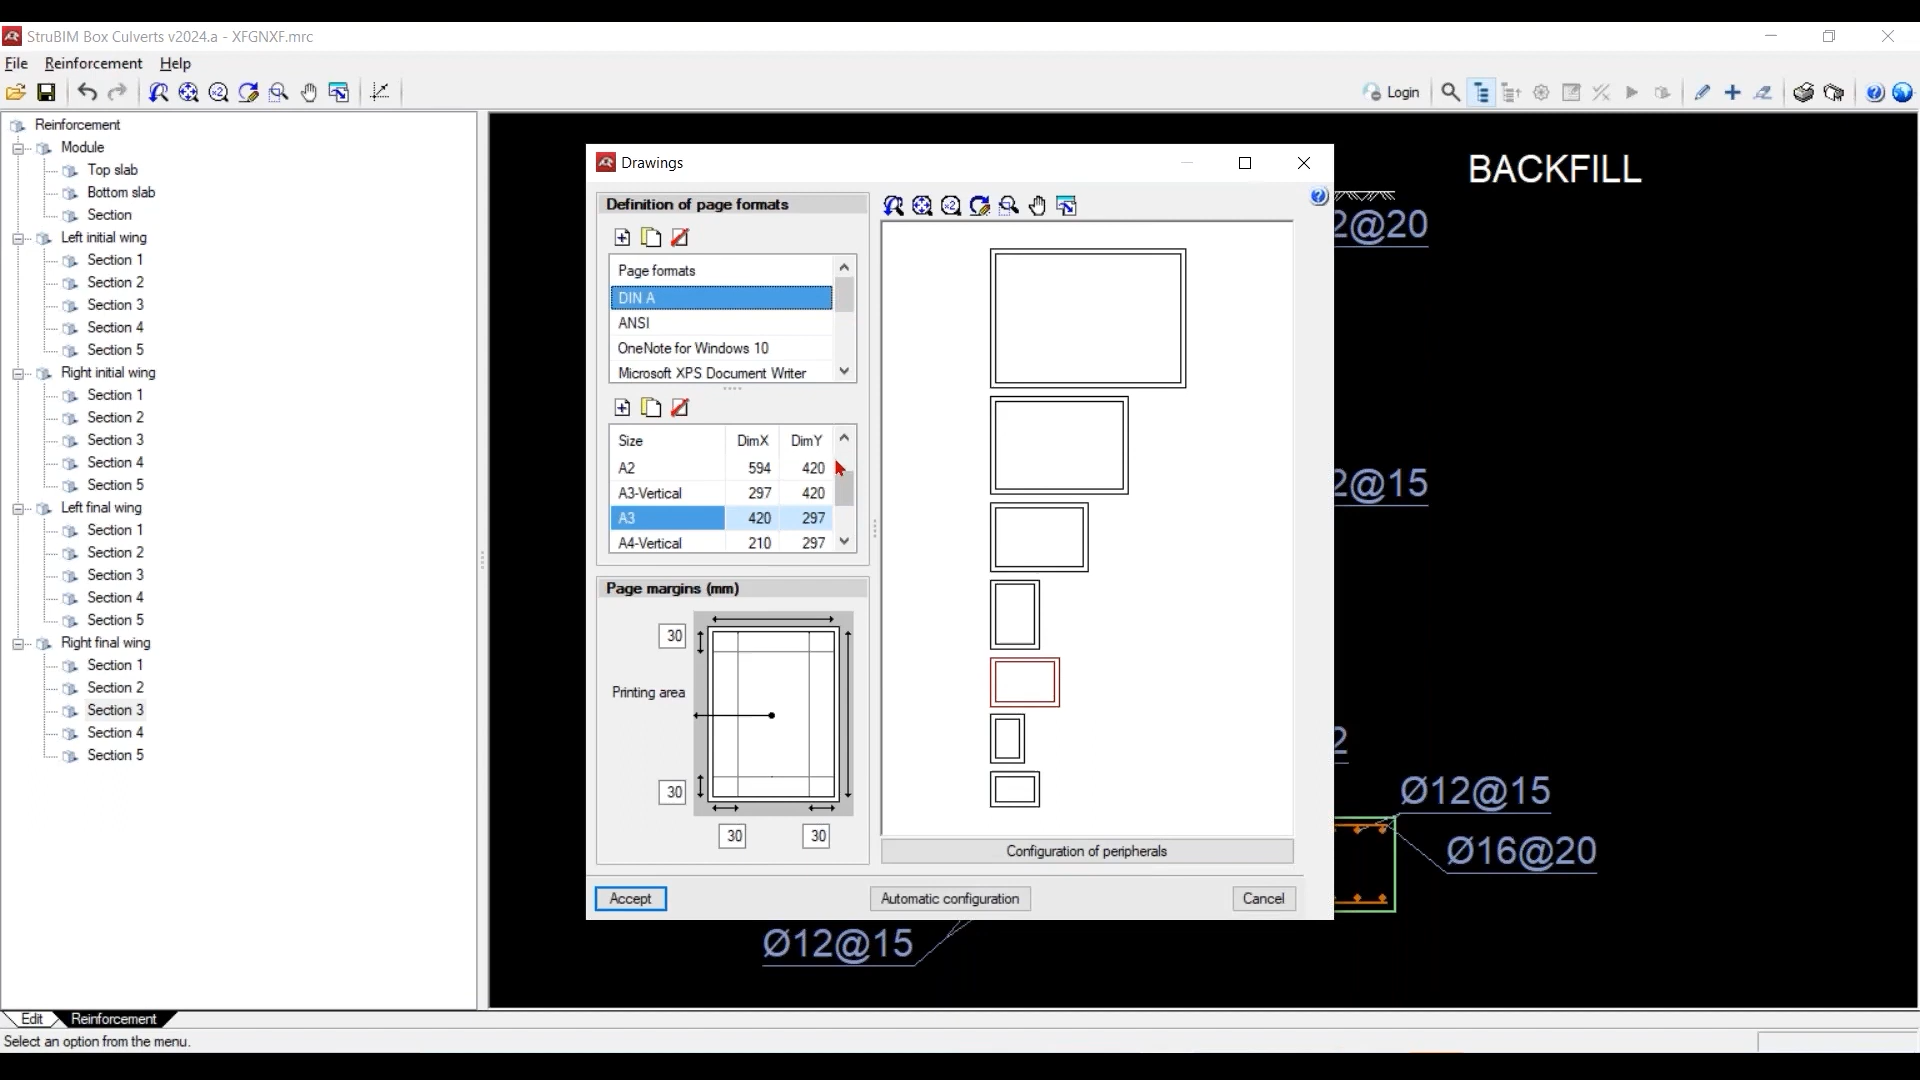 StruBIM Box Culverts v2024.a - XFGNXF.mrc
File Reinforcement Help
Login
Reinforcement
Module
Top slab
Bottom slab
Section
Left initial wing
Section 1
Section 2
Section 3
Section 4
Section 5
Right initial wing
Section 1
Section 2
Section 3
Section 4
Section 5
Left final wing
Section 1
Section 2
Section 3
Section 4
Section 5
Right final wing
Section 1
Section 2
Section 3
Section 4
Section 5
Drawings
Definition of page formats
Page formats
DIN A
ANSI
OneNote for Windows 10
Microsoft XPS Document Writer
Size DimX DimY
A2 594 420
A3-Vertical 297 420
A3 420 297
A4-Vertical 210 297
Page margins (mm)
30
Printing area
30
30 30
Configuration of peripherals
Accept Automatic configuration Cancel
BACKFILL
2@20
2@15
2
Ø12@15
Ø16@20
Ø12@15
Edit Reinforcement
Select an option from the menu.